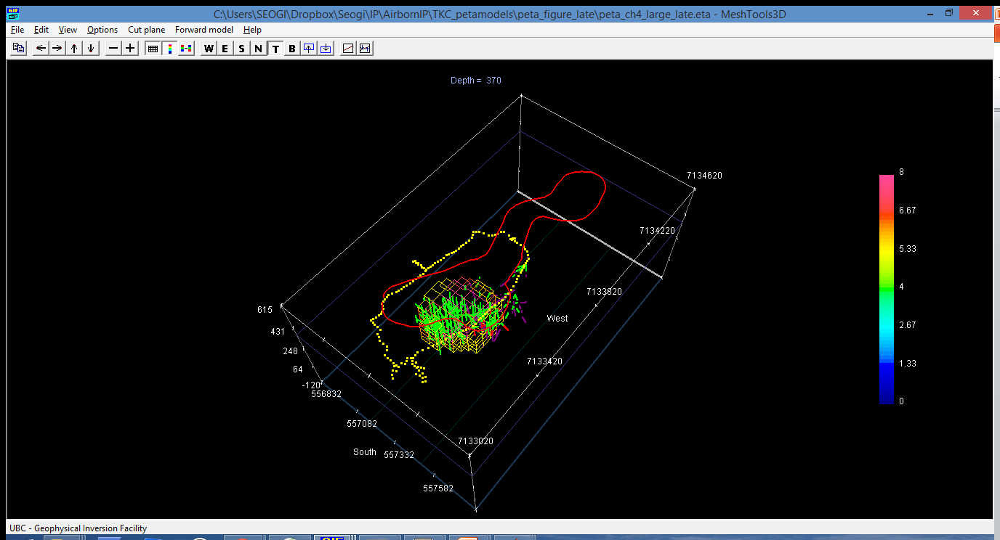 GIF
C:\Users\SEOGI\Dropbox\Seogi\IP\AirbornIP\TKC_petamodels\peta_figure_late\peta_ch4_large_late.eta - MeshTools3D
File Edit View Options Cut plane Forward model Help
W E S N T B
Depth = 370
7134620
7134220
7133820
West
7133420
7133020
615
431
248
64
-120
556832
557082
South
557332
557582
8
6.67
5.33
4
2.67
1.33
0
UBC - Geophysical Inversion Facility
GIF